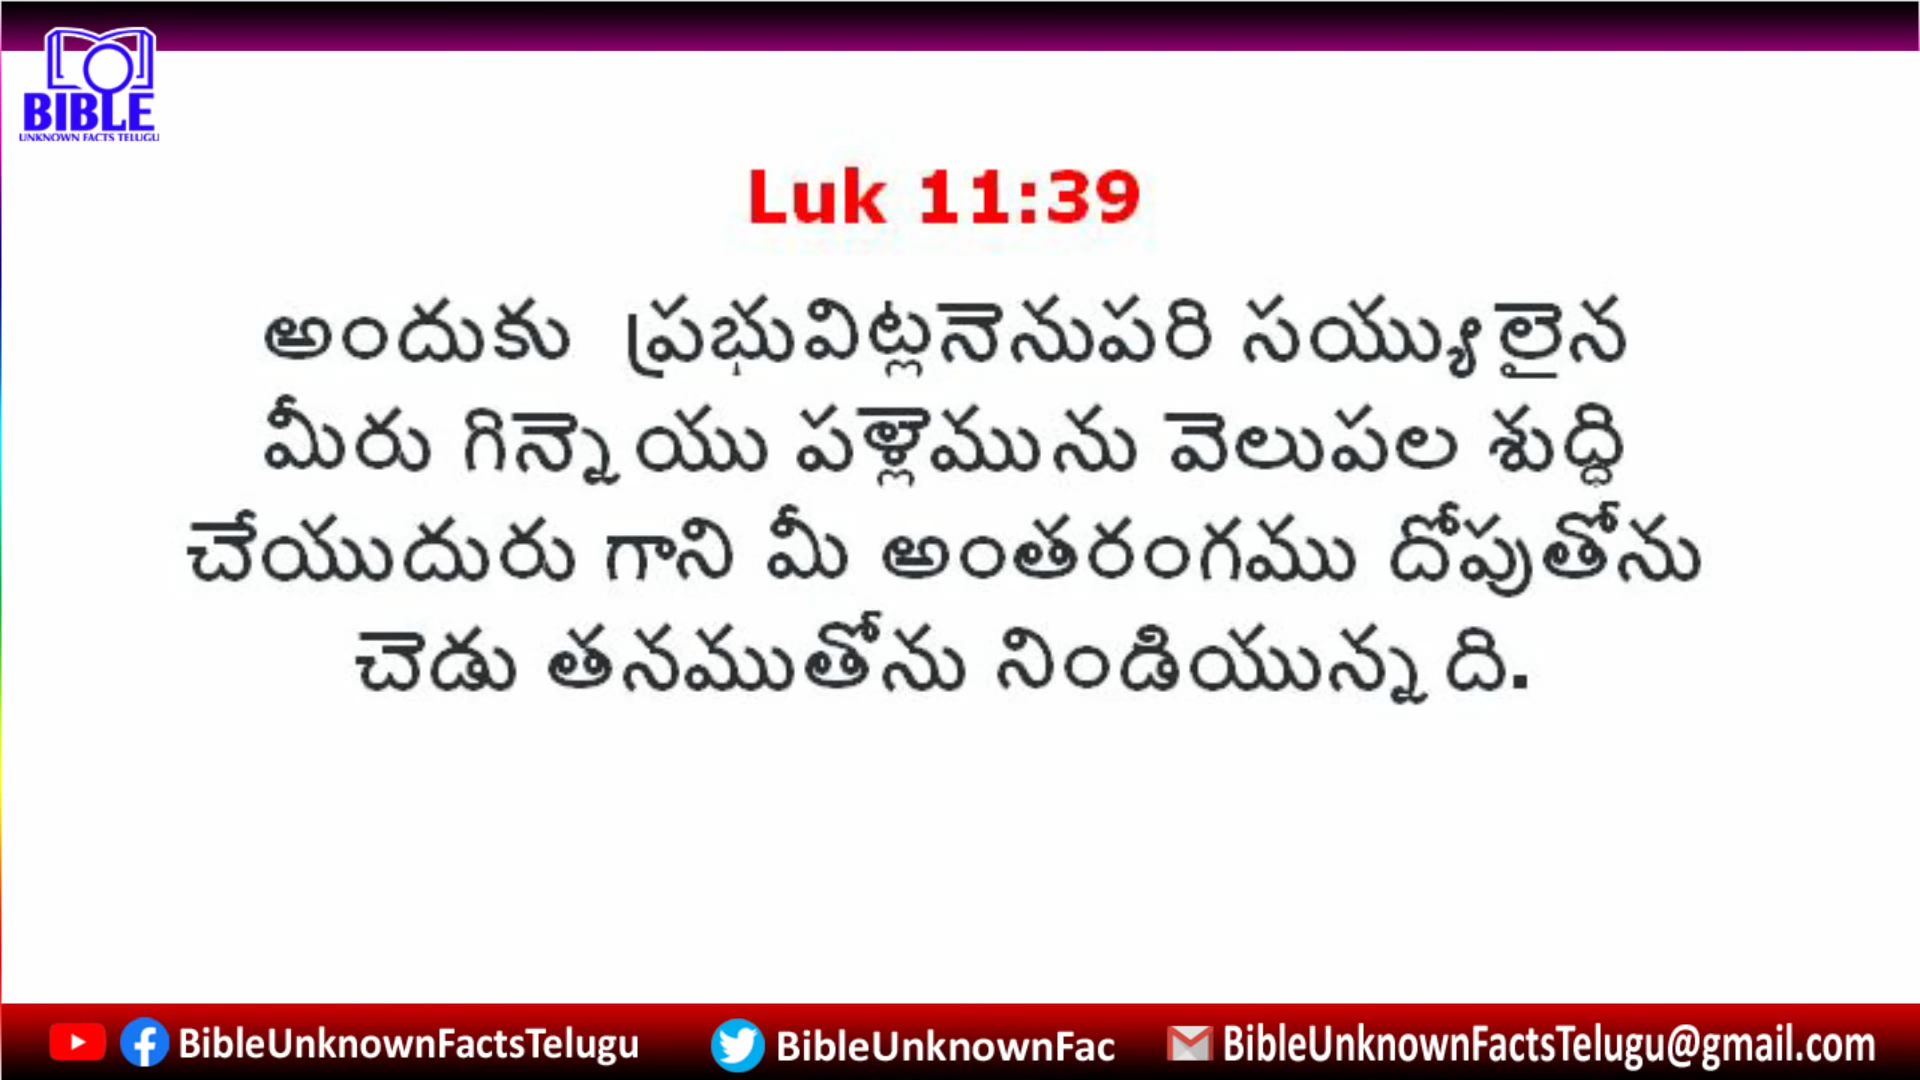 BIBLE
UNKNOWN FACTS TELUGU
Luk 11:39
అందుకు ప్రభువిట్లనెనుపరి సయ్యులైన
మీరు గిన్నెయు పళ్లెమును వెలుపల శుద్ధి
చేయుదురు గాని మీ అంతరంగము దోపుతోను
చెడు తనముతోను నిండియున్న ది.
BibleUnknownFactsTelugu BibleUnknownFac BibleUnknownFactsTelugu@gmail.com